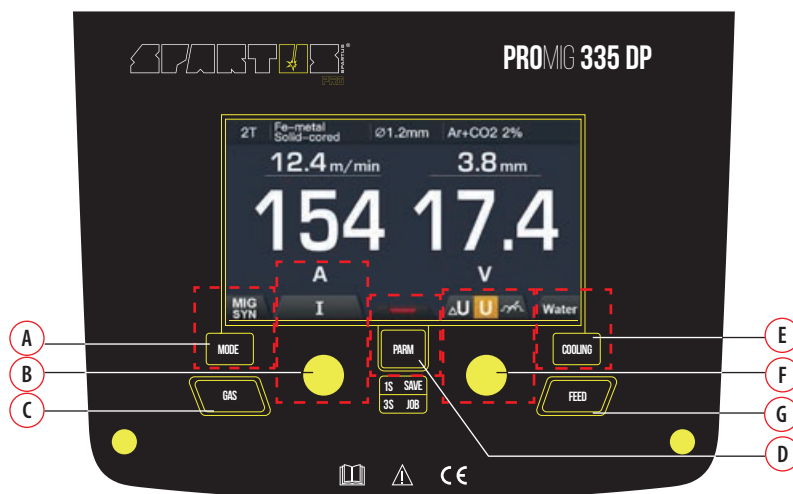 SPARTUS®
SPARTUS
PRO
PROMIG 335 DP
2T Fe-metal Solid-cored Ø1.2mm Ar+CO2 2%
12.4 m/min 3.8 mm
154 17.4
A V
MIG SYN I △U U Water
A MODE PARM COOLING E
B F
C GAS 1S SAVE FEED G
3S JOB D
CE